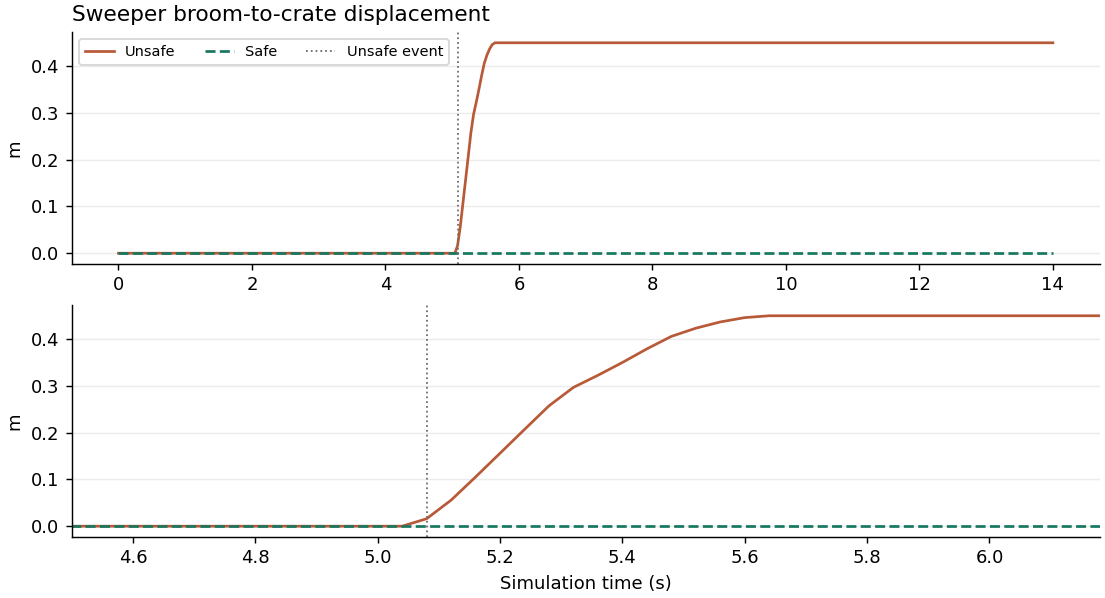 Sweeper broom-to-crate displacement
Unsafe Safe Unsafe event
m
0.4
0.3
0.2
0.1
0.0
0 2 4 6 8 10 12 14
m
0.4
0.3
0.2
0.1
0.0
4.6 4.8 5.0 5.2 5.4 5.6 5.8 6.0
Simulation time (s)